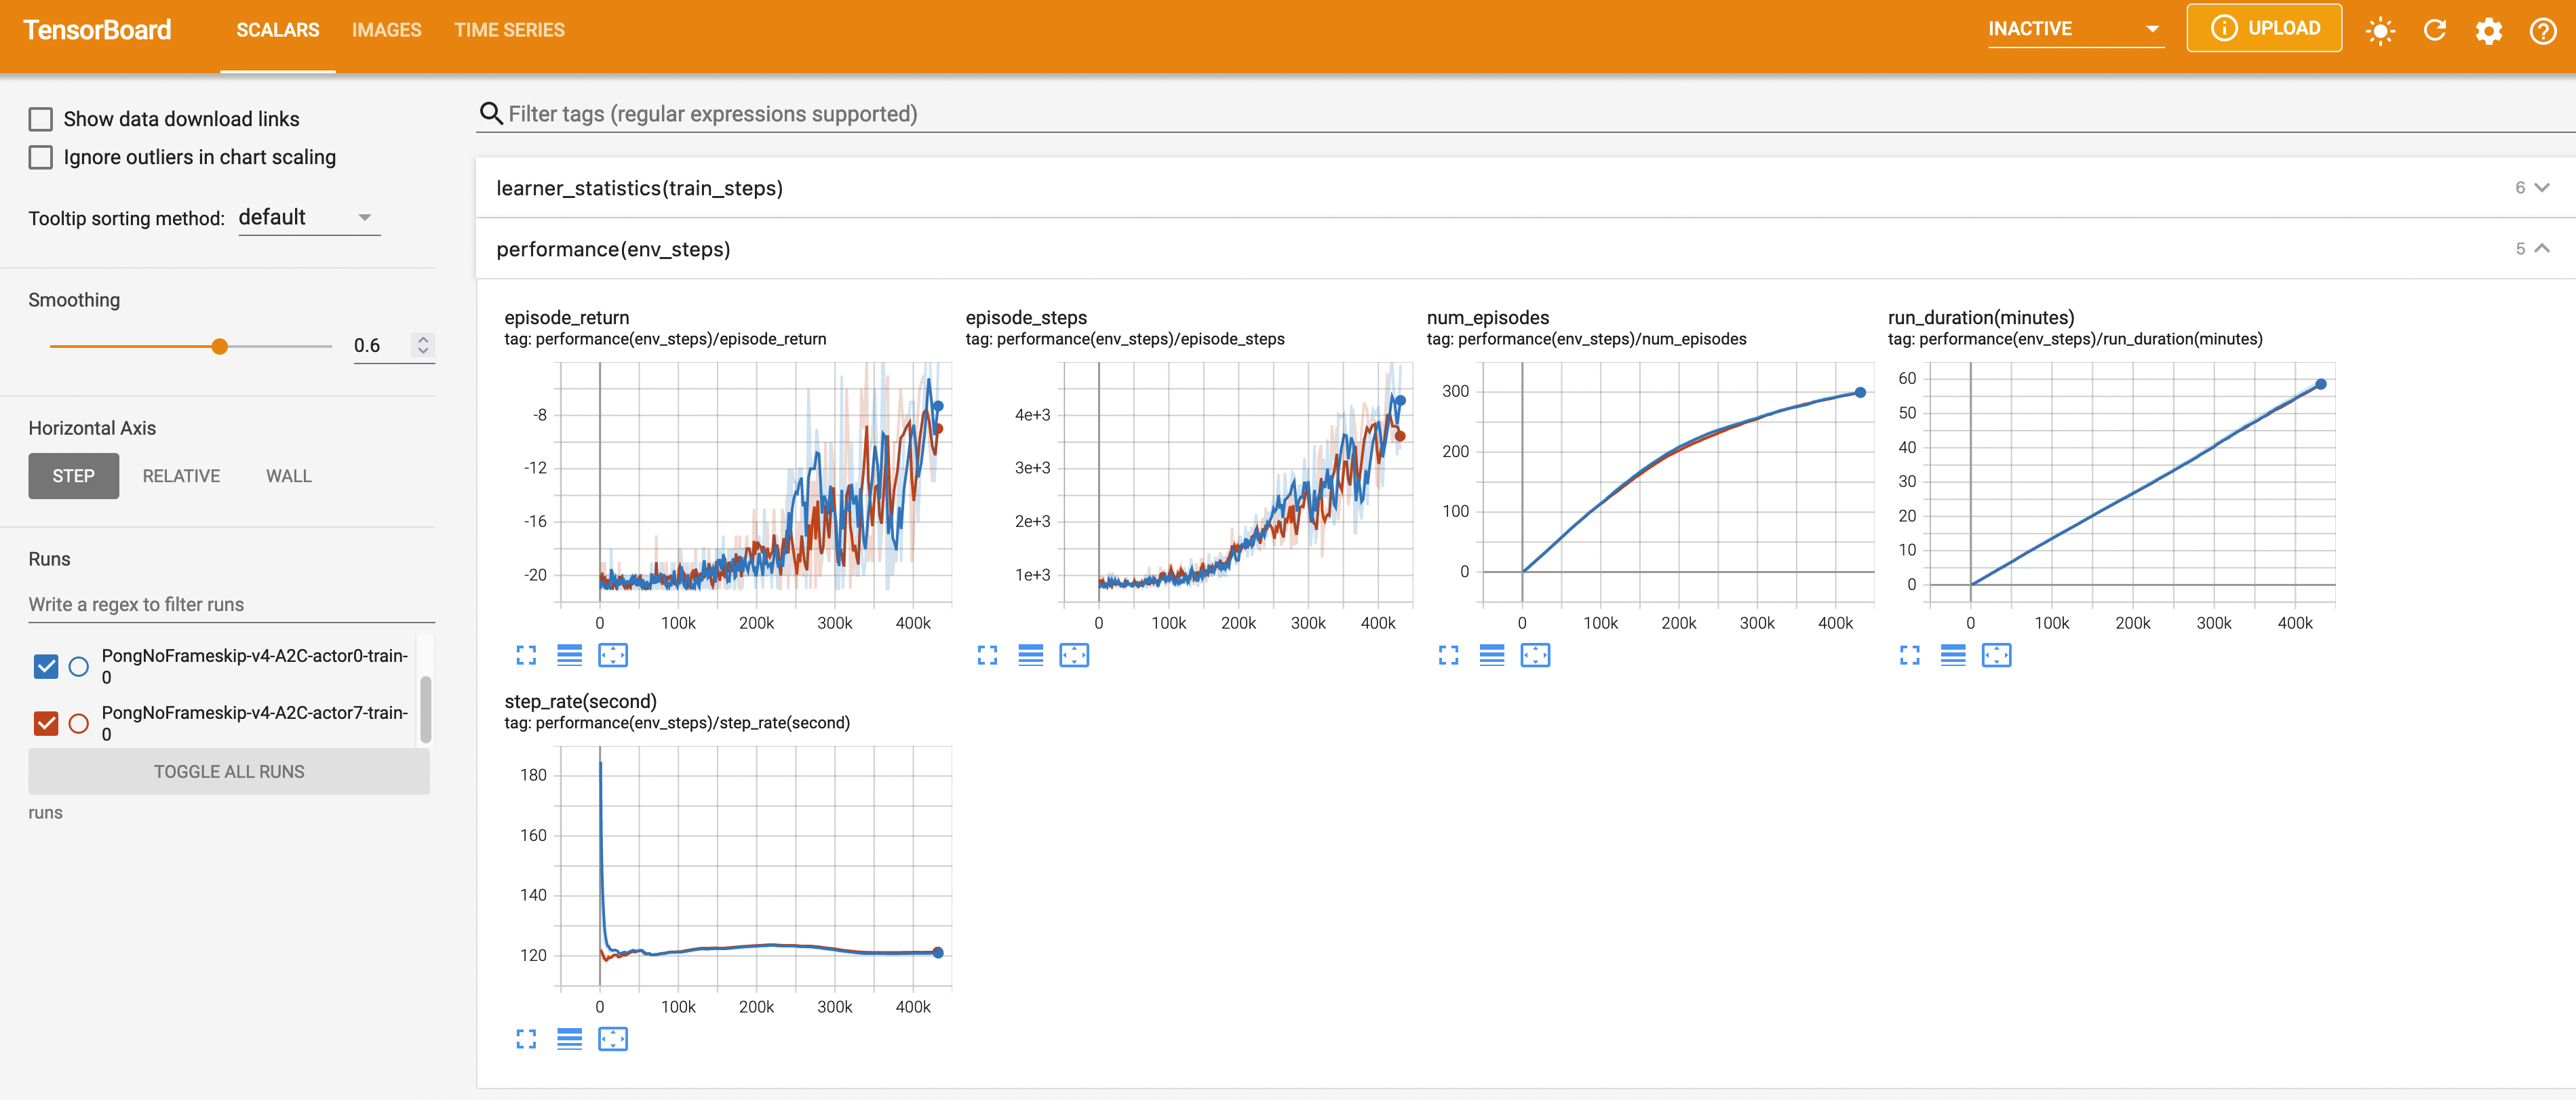 TensorBoard
SCALARS
IMAGES
TIME SERIES
INACTIVE
UPLOAD
Show data download links
Ignore outliers in chart scaling
Tooltip sorting method: default
Smoothing
0.6
Horizontal Axis
STEP
RELATIVE
WALL
Runs
Write a regex to filter runs
PongNoFrameskip-v4-A2C-actor0-train-
0
PongNoFrameskip-v4-A2C-actor7-train-
0
TOGGLE ALL RUNS
runs
Filter tags (regular expressions supported)
learner_statistics(train_steps)
6
performance(env_steps)
5
episode_return
tag: performance(env_steps)/episode_return
-8
-12
-16
-20
0 100k 200k 300k 400k
episode_steps
tag: performance(env_steps)/episode_steps
4e+3
3e+3
2e+3
1e+3
0 100k 200k 300k 400k
num_episodes
tag: performance(env_steps)/num_episodes
300
200
100
0
0 100k 200k 300k 400k
run_duration(minutes)
tag: performance(env_steps)/run_duration(minutes)
60
50
40
30
20
10
0
0 100k 200k 300k 400k
step_rate(second)
tag: performance(env_steps)/step_rate(second)
180
160
140
120
0 100k 200k 300k 400k